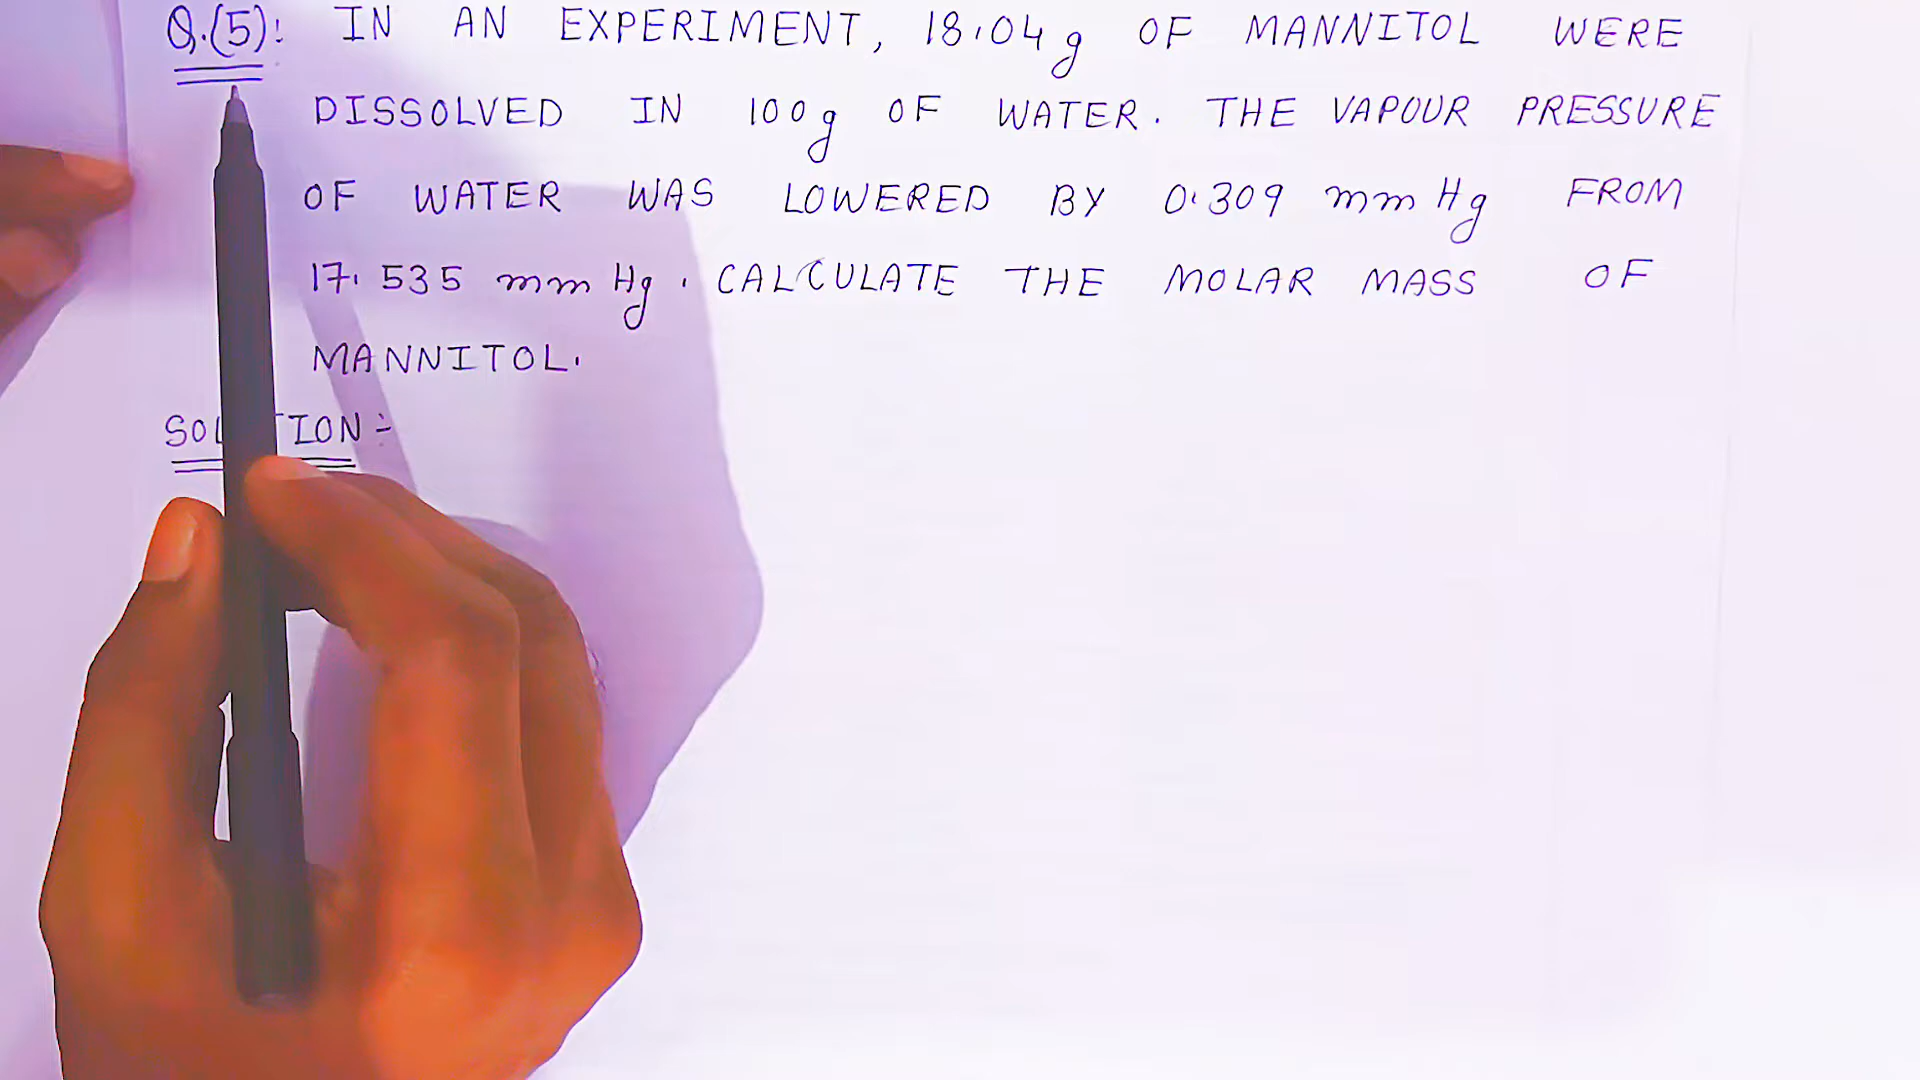 Q.(5): IN AN EXPERIMENT, 18.04 g OF MANNITOL WERE
DISSOLVED IN 100 g OF WATER. THE VAPOUR PRESSURE
OF WATER WAS LOWERED BY 0.309 mm Hg FROM
17.535 mm Hg. CALCULATE THE MOLAR MASS OF
MANNITOL.